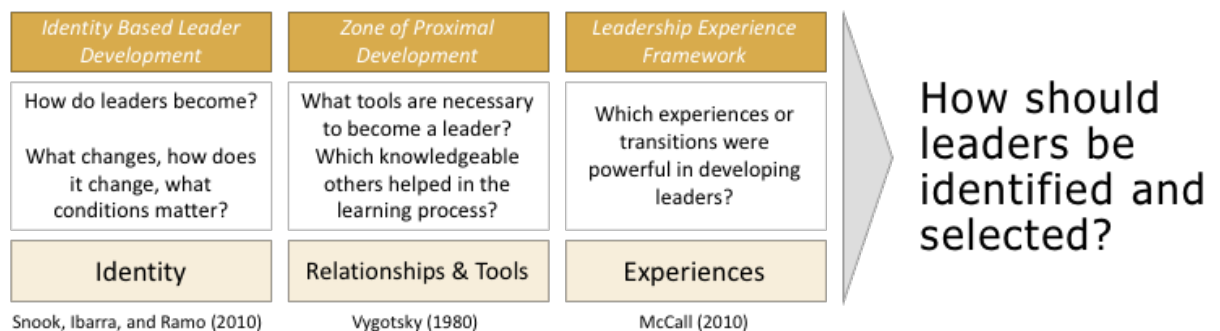 Identity Based Leader
Development
How do leaders become?
What changes, how does
it change, what
conditions matter?
Identity
Snook, Ibarra, and Ramo (2010)
Zone of Proximal
Development
What tools are necessary
to become a leader?
Which knowledgeable
others helped in the
learning process?
Relationships & Tools
Vygotsky (1980)
Leadership Experience
Framework
Which experiences or
transitions were
powerful in developing
leaders?
Experiences
McCall (2010)
How should
leaders be
identified and
selected?